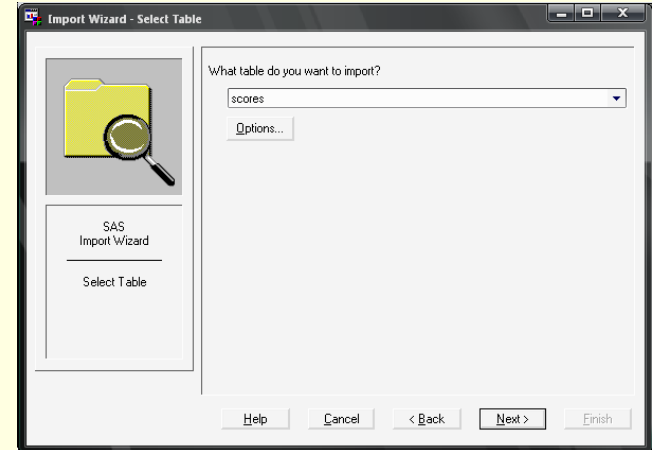 Import Wizard - Select Table
What table do you want to import?
scores
Options...
SAS
Import Wizard
Select Table
Help Cancel < Back Next > Finish